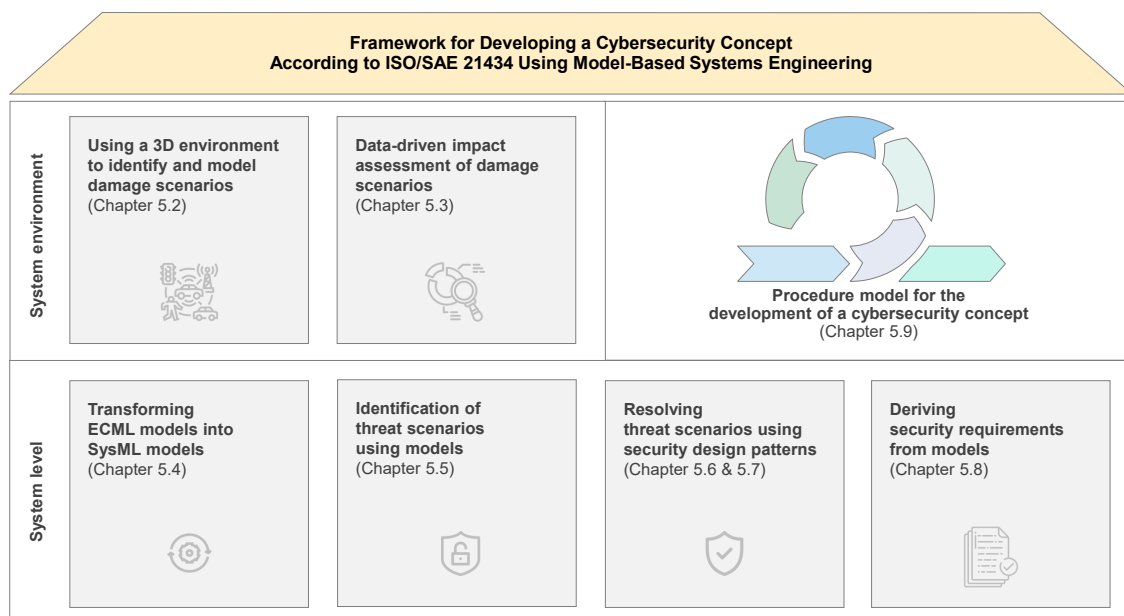 Framework for Developing a Cybersecurity Concept
According to ISO/SAE 21434 Using Model-Based Systems Engineering
System environment
Using a 3D environment
to identify and model
damage scenarios
(Chapter 5.2)
Data-driven impact
assessment of damage
scenarios
(Chapter 5.3)
Procedure model for the
development of a cybersecurity concept
(Chapter 5.9)
System level
Transforming
ECML models into
SysML models
(Chapter 5.4)
Identification of
threat scenarios
using models
(Chapter 5.5)
Resolving
threat scenarios using
security design patterns
(Chapter 5.6 & 5.7)
Deriving
security requirements
from models
(Chapter 5.8)